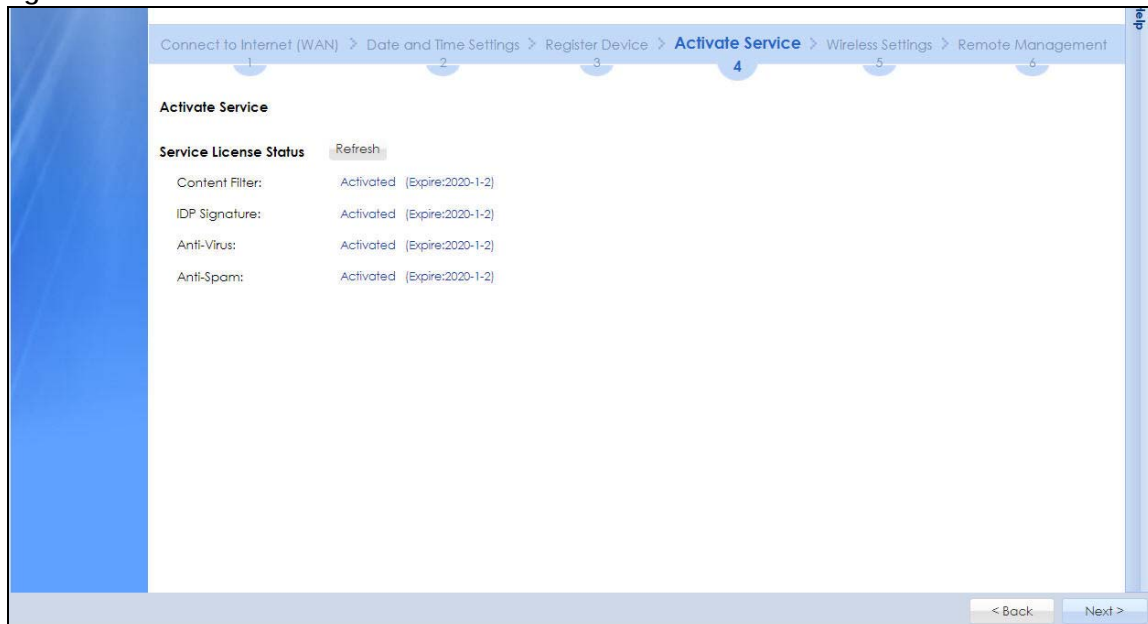 Help
Connect to Internet (WAN) > Date and Time Settings > Register Device > Activate Service > Wireless Settings > Remote Management
1 2 3 4 5 6
Activate Service
Service License Status Refresh
Content Filter: Activated (Expire:2020-1-2)
IDP Signature: Activated (Expire:2020-1-2)
Anti-Virus: Activated (Expire:2020-1-2)
Anti-Spam: Activated (Expire:2020-1-2)
< Back Next >